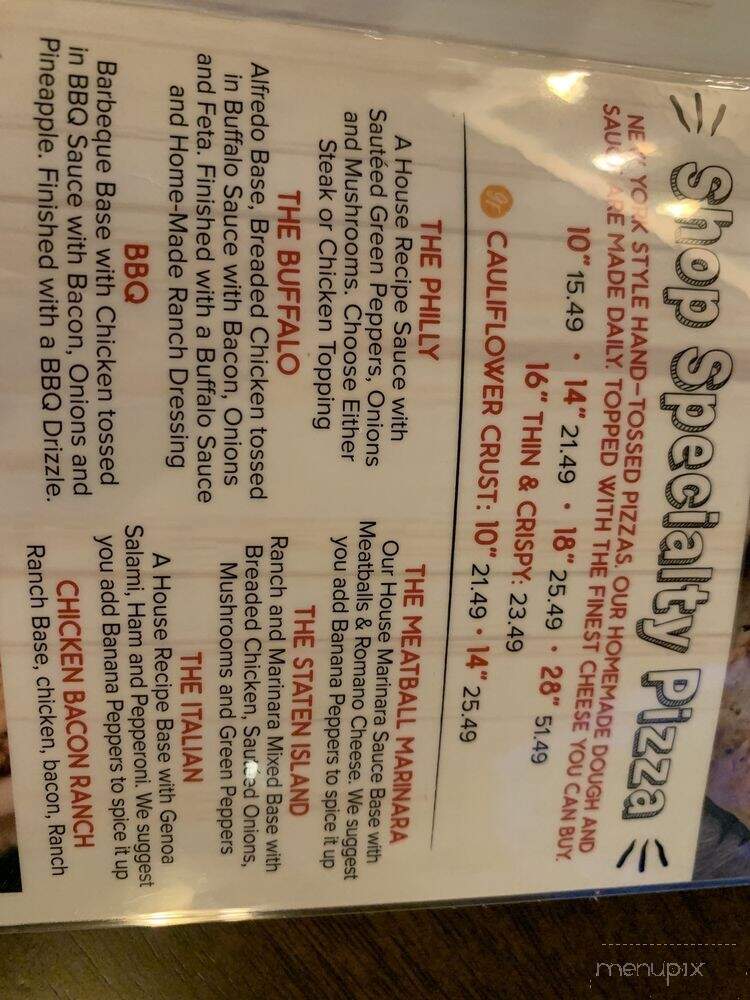 Shop Specialty Pizza
NEW YORK STYLE HAND-TOSSED PIZZAS. OUR HOMEMADE DOUGH AND
SAUCE ARE MADE DAILY. TOPPED WITH THE FINEST CHEESE YOU CAN BUY.
10" 15.49 • 14" 21.49 • 18" 25.49 • 28" 51.49
16" THIN & CRISPY: 23.49
gf CAULIFLOWER CRUST: 10" 21.49 • 14" 25.49
THE PHILLY
A House Recipe Sauce with
Sautéed Green Peppers, Onions
and Mushrooms. Choose Either
Steak or Chicken Topping
THE BUFFALO
Alfredo Base, Breaded Chicken tossed
in Buffalo Sauce with Bacon, Onions
and Feta. Finished with a Buffalo Sauce
and Home-Made Ranch Dressing
BBQ
Barbeque Base with Chicken tossed
in BBQ Sauce with Bacon, Onions and
Pineapple. Finished with a BBQ Drizzle.
THE MEATBALL MARINARA
Our House Marinara Sauce Base with
Meatballs & Romano Cheese. We suggest
you add Banana Peppers to spice it up
THE STATEN ISLAND
Ranch and Marinara Mixed Base with
Breaded Chicken, Sautéed Onions,
Mushrooms and Green Peppers
THE ITALIAN
A House Recipe Base with Genoa
Salami, Ham and Pepperoni. We suggest
you add Banana Peppers to spice it up
CHICKEN BACON RANCH
Ranch Base, chicken, bacon, Ranch
menupix